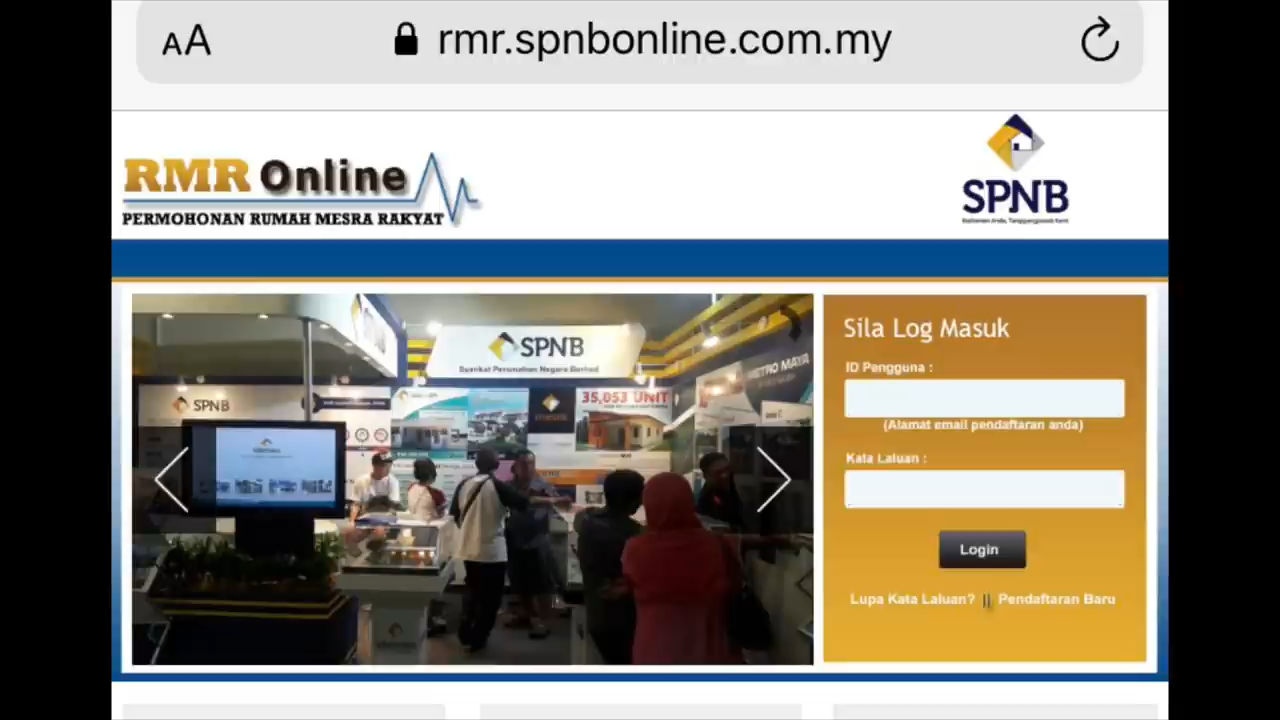 AA
rmr.spnbonline.com.my
RMR Online
PERMOHONAN RUMAH MESRA RAKYAT
SPNB
SPNB
Syarikat Perumahan Negara Berhad
SPNB
35,053 UNIT
METRO MAYA
Sila Log Masuk
ID Pengguna :
(Alamat email pendaftaran anda)
Kata Laluan :
Login
Lupa Kata Laluan? || Pendaftaran Baru